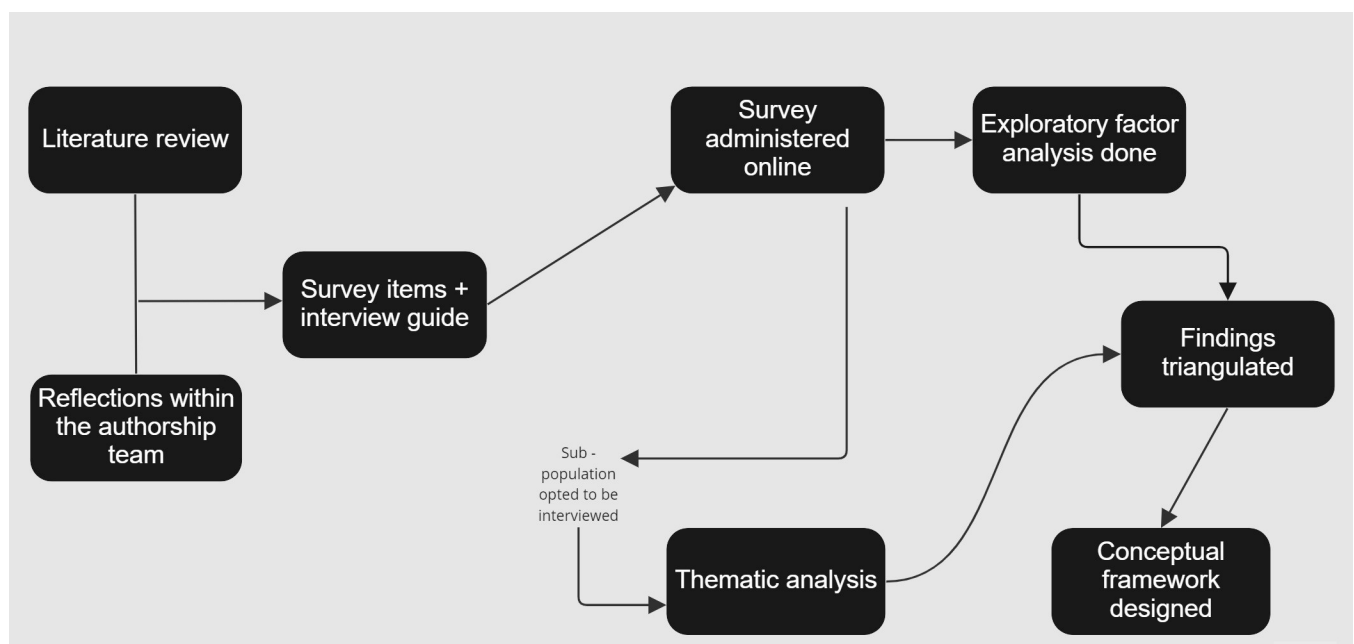 Literature review
Reflections within
the authorship
team
Survey items +
interview guide
Survey
administered
online
Exploratory factor
analysis done
Sub -
population
opted to be
interviewed
Thematic analysis
Findings
triangulated
Conceptual
framework
designed